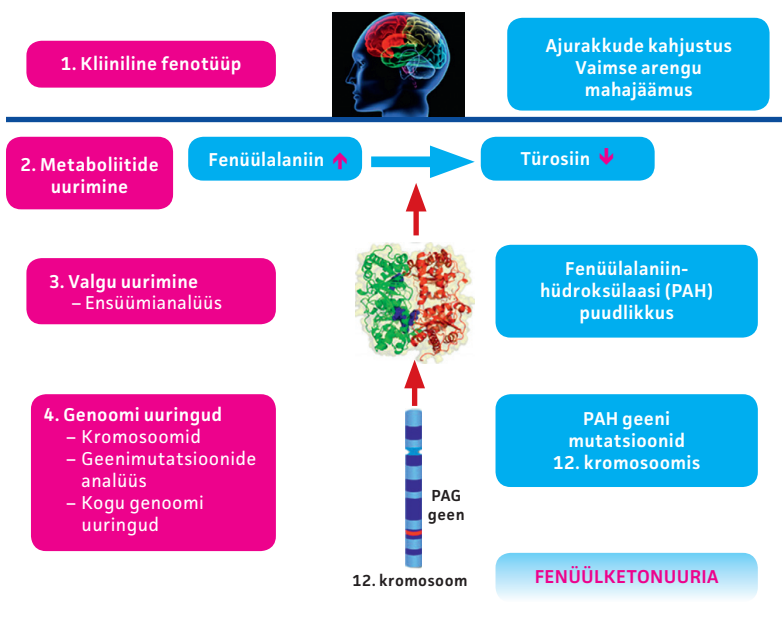 1. Kliiniline fenotüüp
Ajurakkude kahjustus
Vaimse arengu
mahajäämus
2. Metaboliitide
uurimine
Fenüülalaniin
Türosiin
3. Valgu uurimine
– Ensüümianalüüs
Fenüülalaniin-
hüdroksülaasi (PAH)
puudlikkus
4. Genoomi uuringud
– Kromosoomid
– Geenimutatsioonide
analüüs
– Kogu genoomi
uuringud
PAG
geen
12. kromosoom
PAH geeni
mutatsioonid
12. kromosoomis
FENÜÜLKETONUURIA